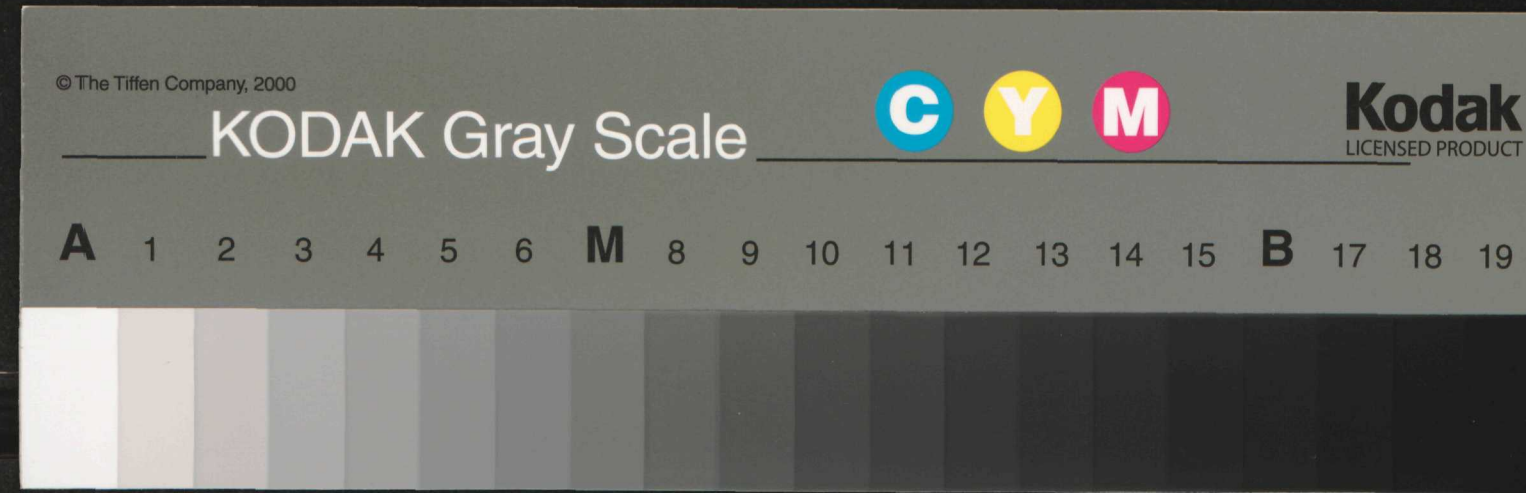 © The Tiffen Company, 2000
KODAK Gray Scale
C Y M
Kodak
LICENSED PRODUCT
A 1 2 3 4 5 6 M 8 9 10 11 12 13 14 15 B 17 18 19